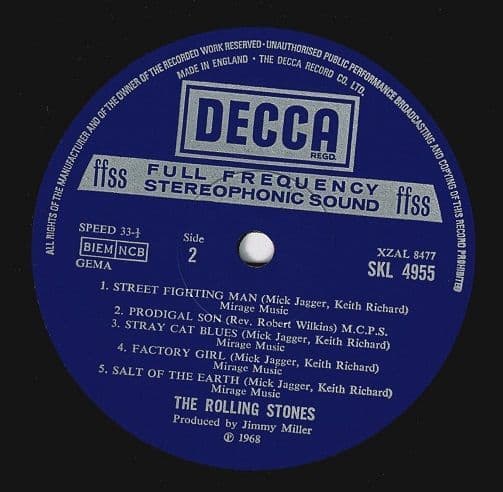 ALL RIGHTS OF THE MANUFACTURER AND OF THE OWNER OF THE RECORDED WORK RESERVED · UNAUTHORISED PUBLIC PERFORMANCE BROADCASTING AND COPYING OF THIS RECORD PROHIBITED
MADE IN ENGLAND · THE DECCA RECORD CO. LTD.
DECCA
REGD.
ffss FULL FREQUENCY ffss
STEREOPHONIC SOUND
SPEED 33⅓
BIEM NCB
GEMA
Side
2
XZAL 8477
SKL 4955
1. STREET FIGHTING MAN (Mick Jagger, Keith Richard)
Mirage Music
2. PRODIGAL SON (Rev. Robert Wilkins) M.C.P.S.
3. STRAY CAT BLUES (Mick Jagger, Keith Richard)
Mirage Music
4. FACTORY GIRL (Mick Jagger, Keith Richard)
Mirage Music
5. SALT OF THE EARTH (Mick Jagger, Keith Richard)
Mirage Music
THE ROLLING STONES
Produced by Jimmy Miller
℗ 1968